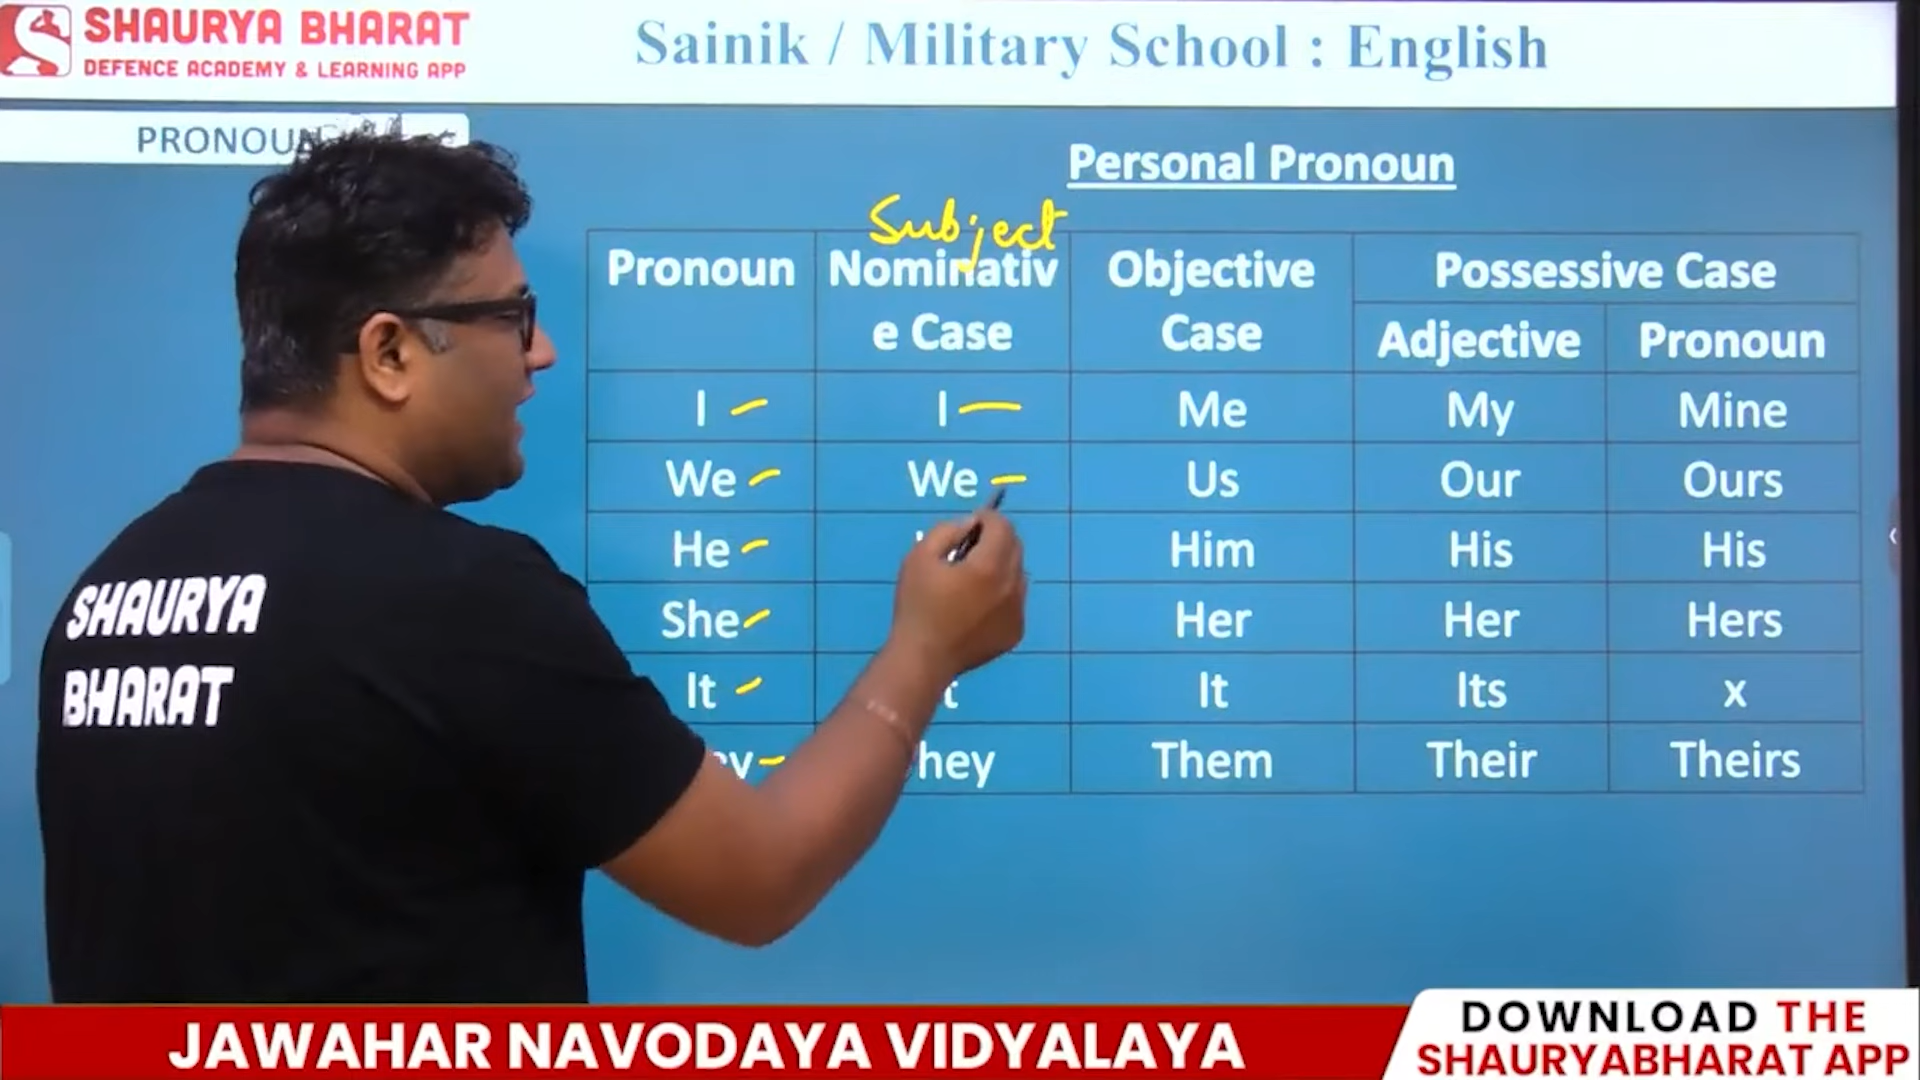 SHAURYA BHARAT
DEFENCE ACADEMY & LEARNING APP
Sainik / Military School : English
PRONOUN
Personal Pronoun
Subject
Pronoun Nominativ Objective Possessive Case
e Case Case Adjective Pronoun
I I Me My Mine
We We Us Our Ours
He Him His His
She Her Her Hers
It It Its x
hey Them Their Theirs
SHAURYA
BHARAT
JAWAHAR NAVODAYA VIDYALAYA
DOWNLOAD THE
SHAURYABHARAT APP